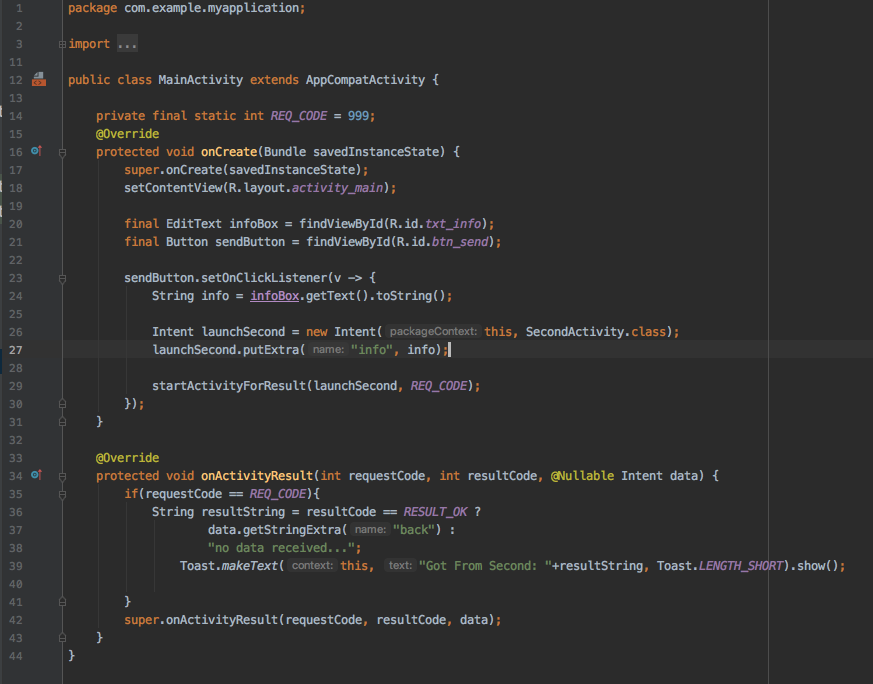 1 package com.example.myapplication;
2
3 import ...
11
12 public class MainActivity extends AppCompatActivity {
13
14 private final static int REQ_CODE = 999;
15 @Override
16 protected void onCreate(Bundle savedInstanceState) {
17 super.onCreate(savedInstanceState);
18 setContentView(R.layout.activity_main);
19
20 final EditText infoBox = findViewById(R.id.txt_info);
21 final Button sendButton = findViewById(R.id.btn_send);
22
23 sendButton.setOnClickListener(v -> {
24 String info = infoBox.getText().toString();
25
26 Intent launchSecond = new Intent( packageContext: this, SecondActivity.class);
27 launchSecond.putExtra( name: "info", info);
28
29 startActivityForResult(launchSecond, REQ_CODE);
30 });
31 }
32
33 @Override
34 protected void onActivityResult(int requestCode, int resultCode, @Nullable Intent data) {
35 if(requestCode == REQ_CODE){
36 String resultString = resultCode == RESULT_OK ?
37 data.getStringExtra( name: "back") :
38 "no data received...";
39 Toast.makeText( context: this, text: "Got From Second: "+resultString, Toast.LENGTH_SHORT).show();
40
41 }
42 super.onActivityResult(requestCode, resultCode, data);
43 }
44 }